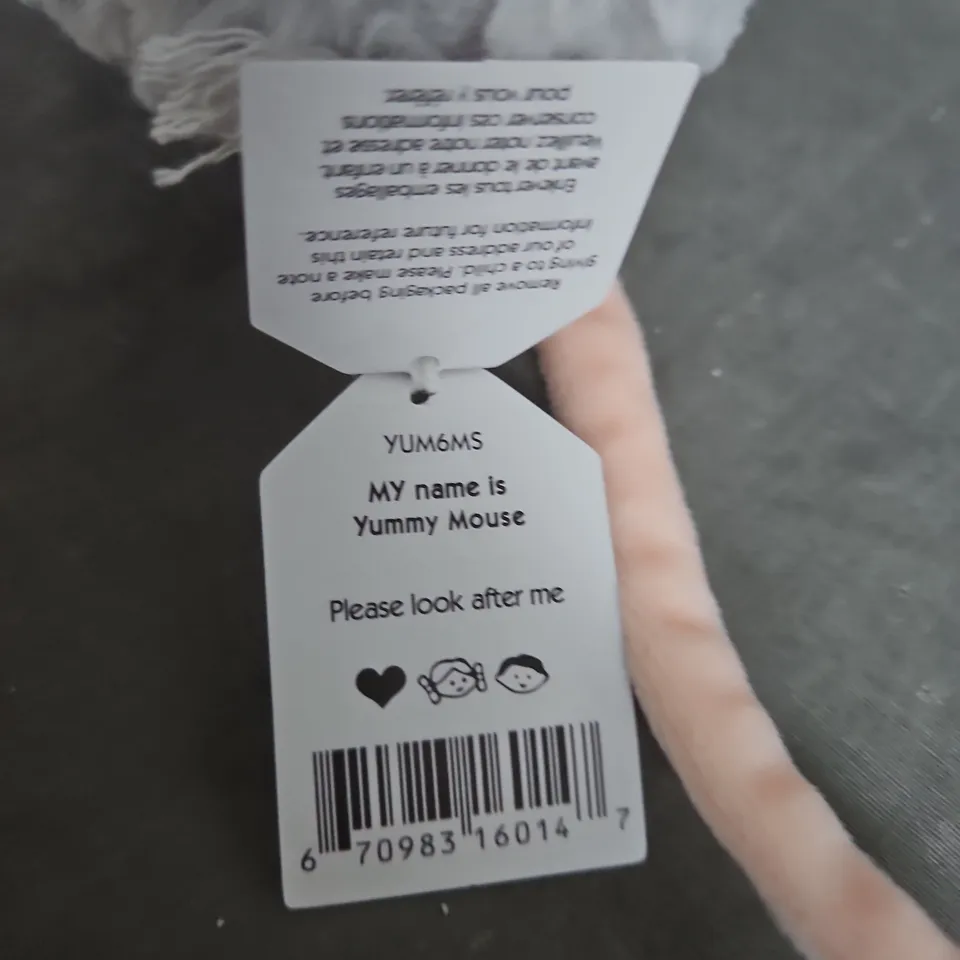 Remove all packaging before
giving to a child. Please make a note
of our address and retain this
information for future reference.
Enlever tous les emballages
avant de le donner à un enfant.
Veuillez noter notre adresse et
conserver ces informations
pour vous y référer.
YUM6MS
MY name is
Yummy Mouse
Please look after me
6 70983 16014 7